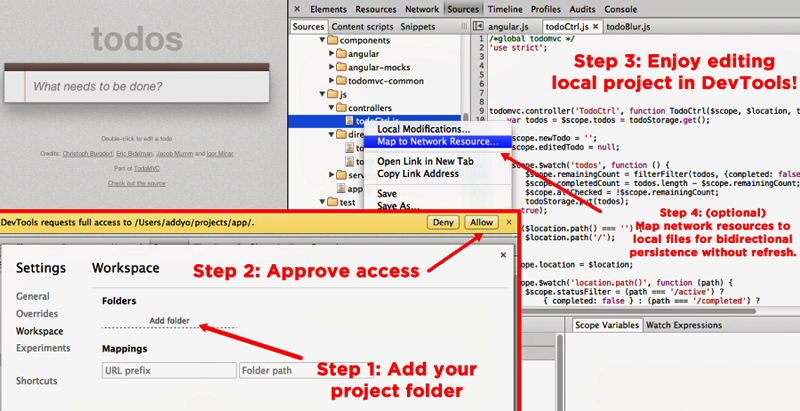 todos
What needs to be done?
Double-click to edit a todo
Credits: Christoph Burgdorf, Eric Bidelman, Jacob Mumm and Igor Minar
Part of TodoMVC
Check out the source
Elements Resources Network Sources Timeline Profiles Audits Console
Sources Content scripts Snippets
angular.js todoCtrl.js todoBlur.js
components
angular
angular-mocks
todomvc-common
js
controllers
todoCtrl.js
test
Local Modifications...
Map to Network Resource...
Open Link in New Tab
Copy Link Address
Save
Save As...
1 /*global todomvc */
2 'use strict';
Step 3: Enjoy editing
local project in DevTools!
todomvc.controller('TodoCtrl', function TodoCtrl($scope, $location, t
var todos = $scope.todos = todoStorage.get();
$scope.newTodo = '';
$scope.editedTodo = null;
$scope.$watch('todos', function () {
$scope.remainingCount = filterFilter(todos, {completed: false
$scope.completedCount = todos.length - $scope.remainingCount;
$scope.allChecked = !$scope.remainingCount;
todoStorage.put(todos);
true);
($location.path() === '')
$location.path('/');
$scope.location = $location;
$scope.$watch('location.path()', function (path) {
$scope.statusFilter = (path === '/active') ?
{ completed: false } : (path === '/completed') ?
Step 4: (optional)
Map network resources to
local files for bidirectional
persistence without refresh.
Scope Variables Watch Expressions
DevTools requests full access to /Users/addyo/projects/app/. Deny Allow
Step 2: Approve access
Settings
General
Overrides
Workspace
Experiments
Shortcuts
Workspace
Folders
Add folder
Mappings
URL prefix Folder path
Step 1: Add your
project folder